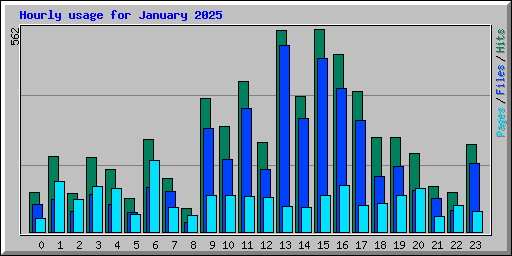 Hourly usage for January 2025
562
Pages / Files / Hits
0 1 2 3 4 5 6 7 8 9 10 11 12 13 14 15 16 17 18 19 20 21 22 23